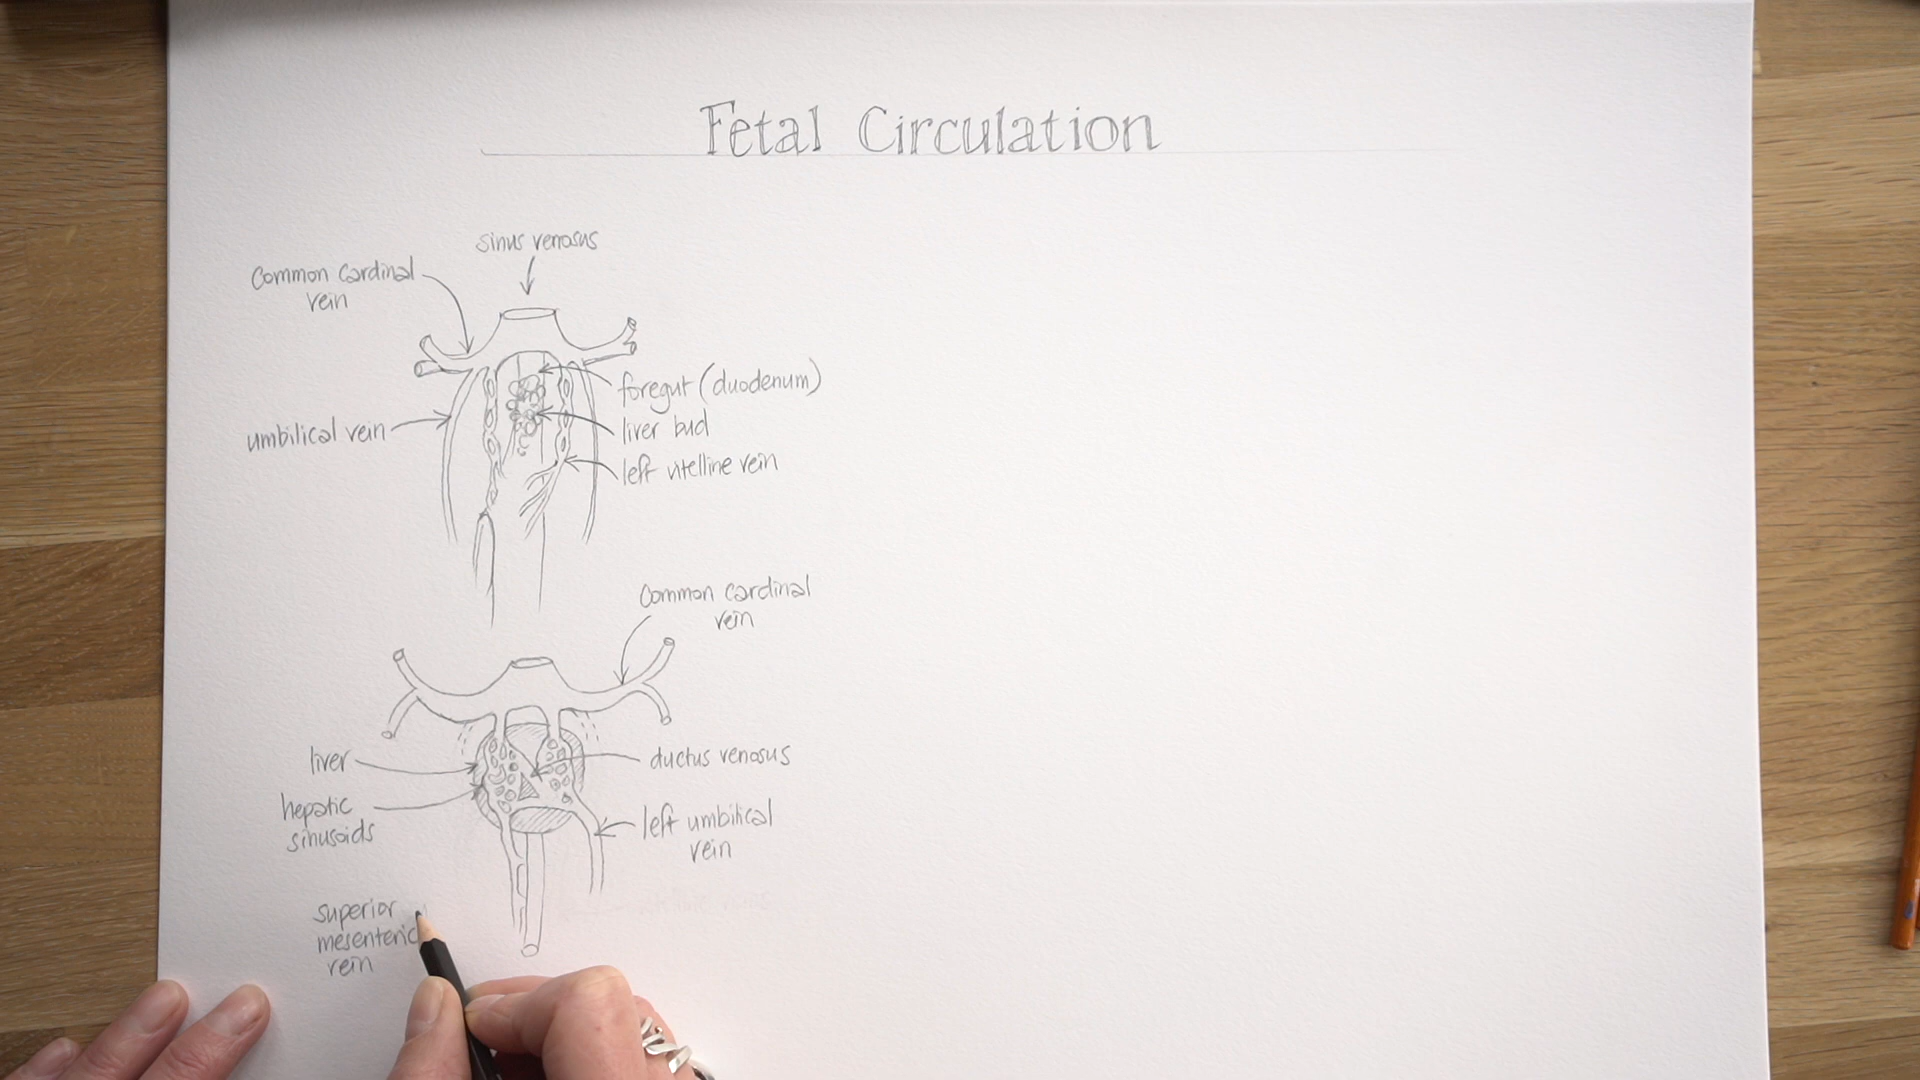 Fetal Circulation
sinus venosus
Common cardinal
vein
foregut (duodenum)
umbilical vein
liver bud
left vitelline vein
Common cardinal
vein
liver
ductus venosus
hepatic
sinusoids
left umbilical
vein
superior
mesenteric
vein